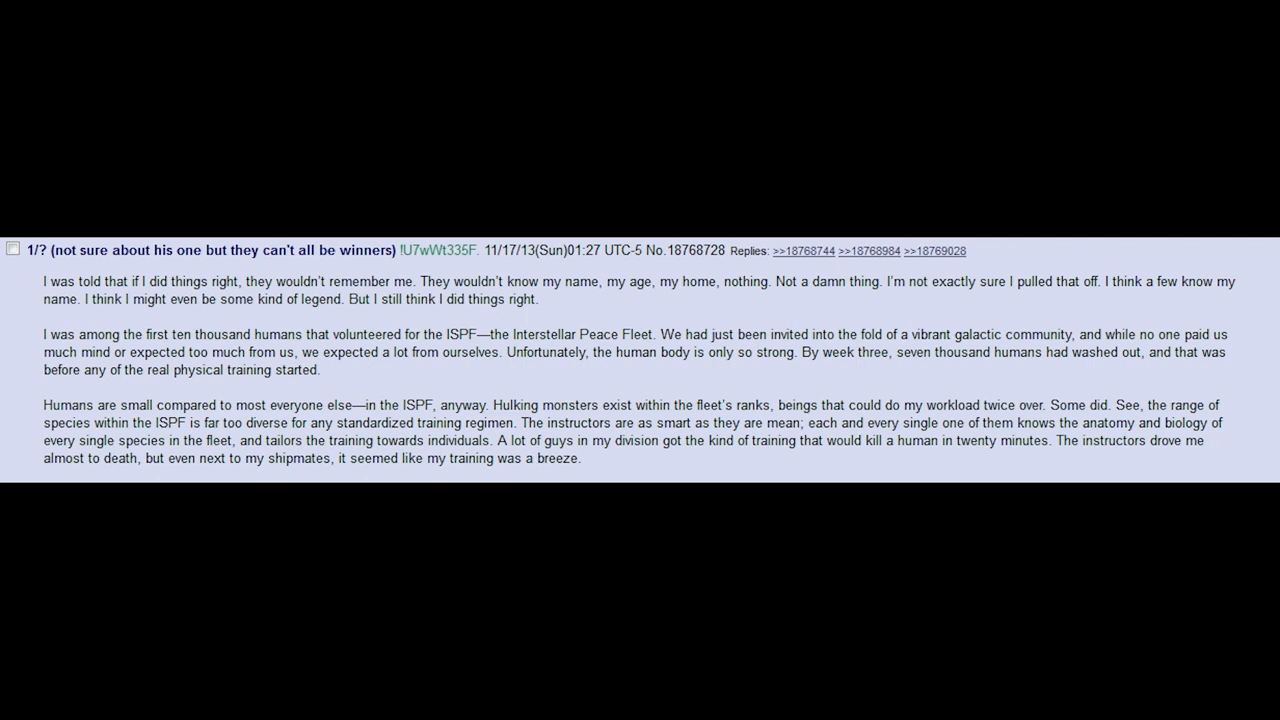 1/? (not sure about his one but they can't all be winners) !U7wWt335F. 11/17/13(Sun)01:27 UTC-5 No.18768728 Replies: >>18768744 >>18768984 >>18769028
I was told that if I did things right, they wouldn't remember me. They wouldn't know my name, my age, my home, nothing. Not a damn thing. I'm not exactly sure I pulled that off. I think a few know my
name. I think I might even be some kind of legend. But I still think I did things right.
I was among the first ten thousand humans that volunteered for the ISPF—the Interstellar Peace Fleet. We had just been invited into the fold of a vibrant galactic community, and while no one paid us
much mind or expected too much from us, we expected a lot from ourselves. Unfortunately, the human body is only so strong. By week three, seven thousand humans had washed out, and that was
before any of the real physical training started.
Humans are small compared to most everyone else—in the ISPF, anyway. Hulking monsters exist within the fleet's ranks, beings that could do my workload twice over. Some did. See, the range of
species within the ISPF is far too diverse for any standardized training regimen. The instructors are as smart as they are mean; each and every single one of them knows the anatomy and biology of
every single species in the fleet, and tailors the training towards individuals. A lot of guys in my division got the kind of training that would kill a human in twenty minutes. The instructors drove me
almost to death, but even next to my shipmates, it seemed like my training was a breeze.